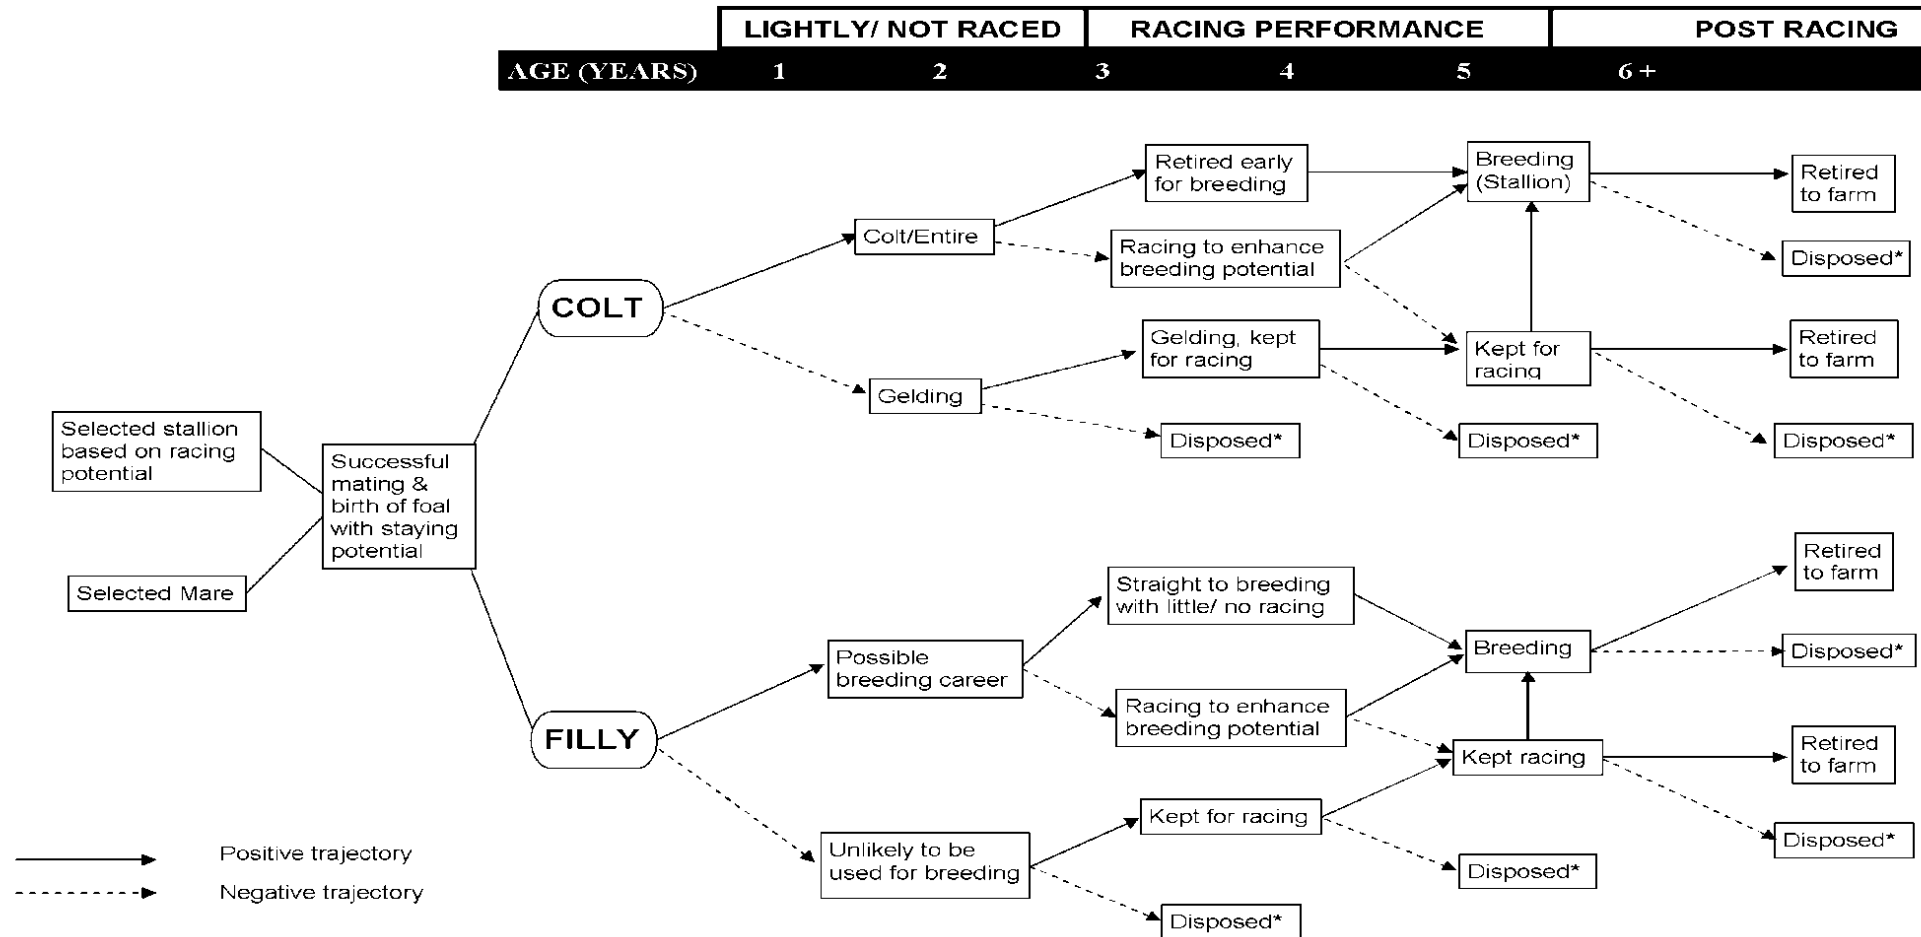 LIGHTLY/ NOT RACED
RACING PERFORMANCE
POST RACING
AGE (YEARS) 1 2 3 4 5 6 +
Retired early
for breeding
Breeding
(Stallion)
Retired
to farm
Colt/Entire
Racing to enhance
breeding potential
Disposed*
COLT
Gelding, kept
for racing
Kept for
racing
Retired
to farm
Gelding
Disposed*
Disposed*
Disposed*
Selected stallion
based on racing
potential
Successful
mating &
birth of foal
with staying
potential
Selected Mare
Straight to breeding
with little/ no racing
Retired
to farm
Possible
breeding career
Breeding
Disposed*
Racing to enhance
breeding potential
FILLY
Kept racing
Retired
to farm
Kept for racing
Unlikely to be
used for breeding
Disposed*
Disposed*
Disposed*
Positive trajectory
Negative trajectory